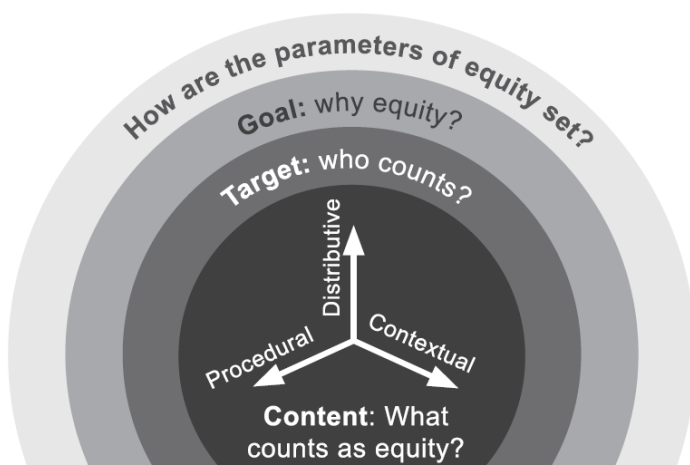 How are the parameters of equity set?
Goal: why equity?
Target: who counts?
Distributive
Procedural
Contextual
Content: What
counts as equity?